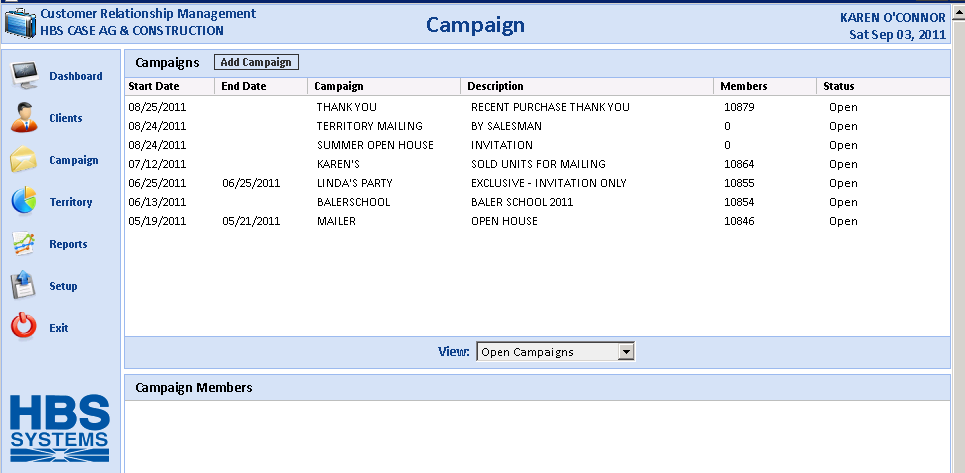 Customer Relationship Management
HBS CASE AG & CONSTRUCTION
Campaign
KAREN O'CONNOR
Sat Sep 03, 2011
Dashboard
Clients
Campaign
Territory
Reports
Setup
Exit
HBS
SYSTEMS
Campaigns Add Campaign
Start Date End Date Campaign Description Members Status
08/25/2011 THANK YOU RECENT PURCHASE THANK YOU 10879 Open
08/24/2011 TERRITORY MAILING BY SALESMAN 0 Open
08/24/2011 SUMMER OPEN HOUSE INVITATION 0 Open
07/12/2011 KAREN'S SOLD UNITS FOR MAILING 10864 Open
06/25/2011 06/25/2011 LINDA'S PARTY EXCLUSIVE - INVITATION ONLY 10855 Open
06/13/2011 BALERSCHOOL BALER SCHOOL 2011 10854 Open
05/19/2011 05/21/2011 MAILER OPEN HOUSE 10846 Open
View: Open Campaigns
Campaign Members